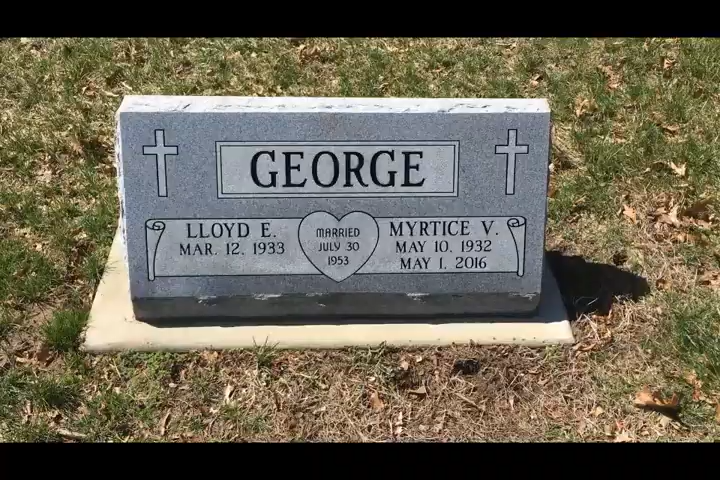 GEORGE
LLOYD E.
MAR. 12, 1933
MARRIED
JULY 30
1953
MYRTICE V.
MAY 10, 1932
MAY 1, 2016